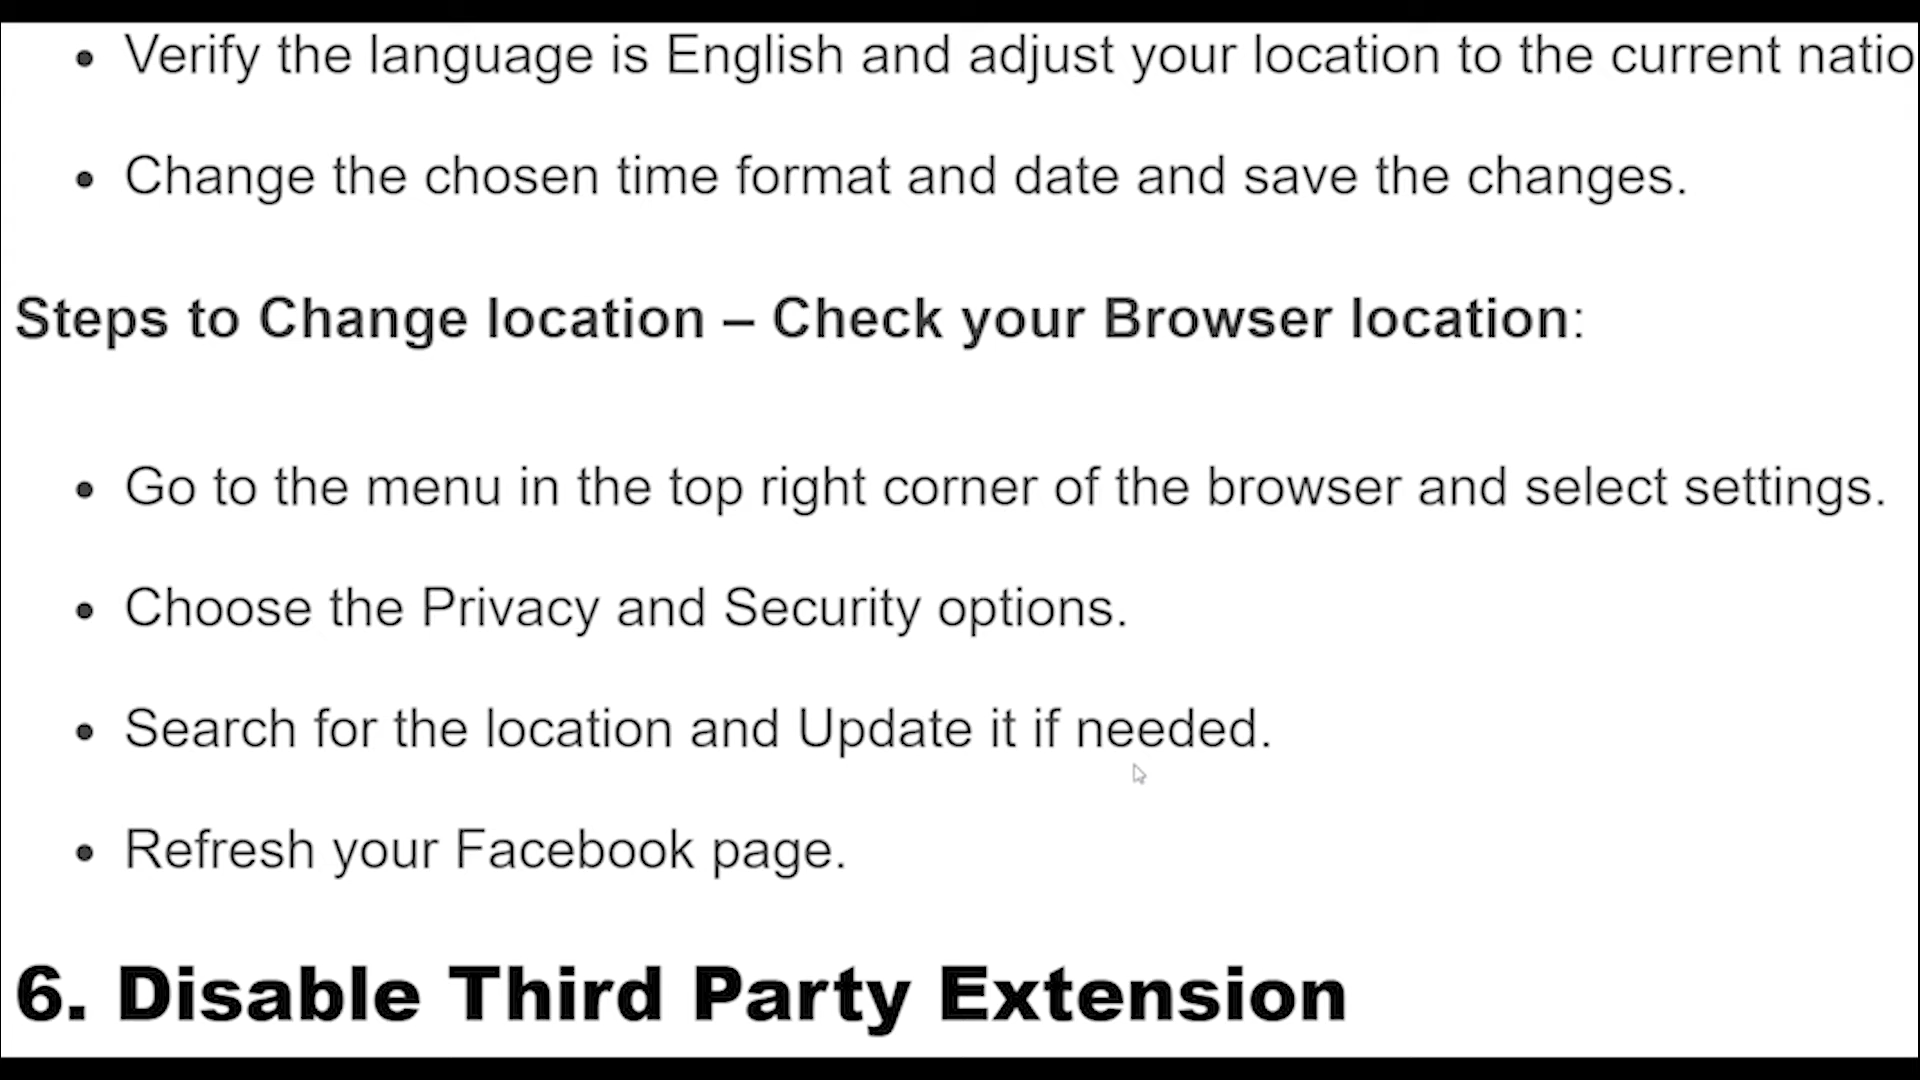 • Verify the language is English and adjust your location to the current natio
• Change the chosen time format and date and save the changes.
Steps to Change location – Check your Browser location:
• Go to the menu in the top right corner of the browser and select settings.
• Choose the Privacy and Security options.
• Search for the location and Update it if needed.
• Refresh your Facebook page.
6. Disable Third Party Extension